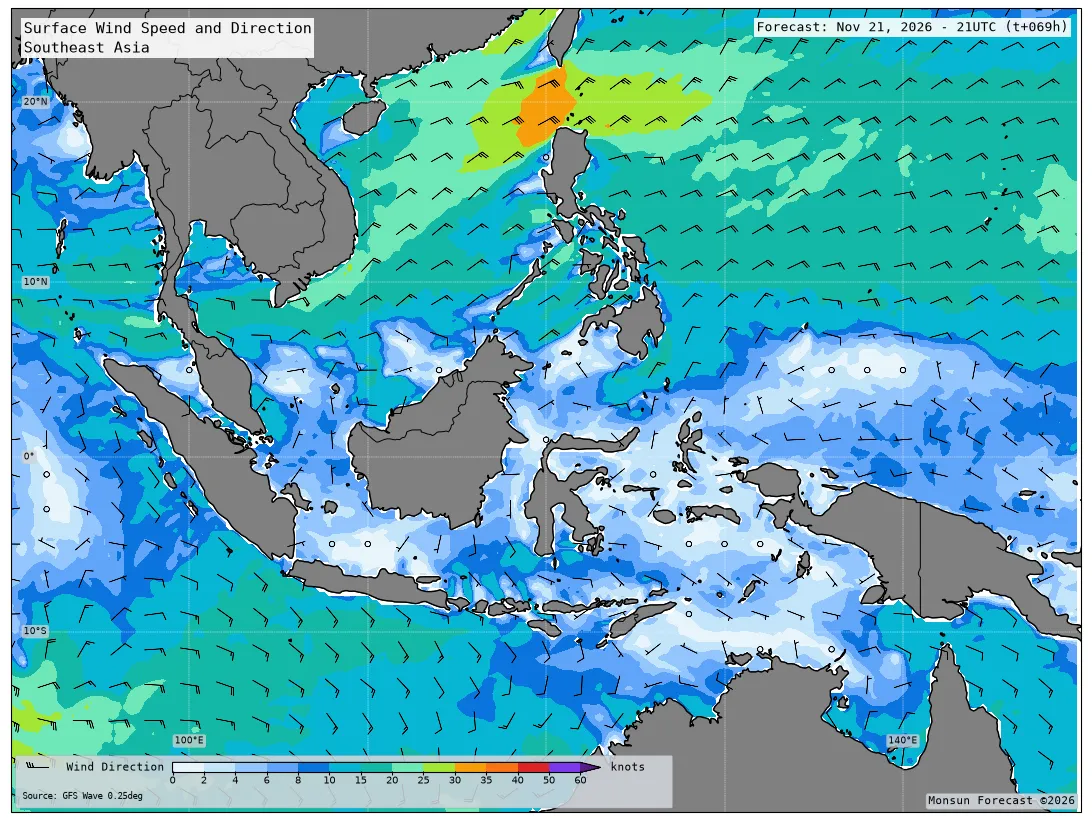 Surface Wind Speed and Direction
Southeast Asia
Forecast: Nov 21, 2026 - 21UTC (t+069h)
20°N
10°N
0°
10°S
100°E
140°E
Wind Direction
0 2 4 6 8 10 15 20 25 30 35 40 50 60
knots
Source: GFS Wave 0.25deg
Monsun Forecast ©2026